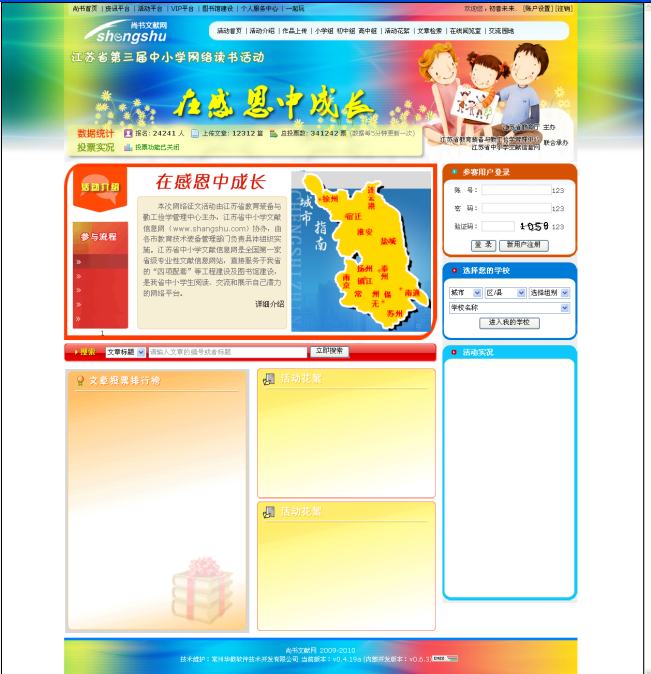 尚书首页 | 资讯平台 | 活动平台 | VIP平台 | 图书馆建设 | 个人服务中心 | 一起玩
欢迎您，初音未来. [账户设置] [注销]
尚书文献网
shangshu
活动首页 | 活动介绍 | 作品上传 | 小学组 初中组 高中组 | 活动花絮 | 文章检索 | 在线阅览室 | 交流园地
江苏省第三届中小学网络读书活动
在感恩中成长
数据统计 报名: 24241 人 上传文章: 12312 篇 总投票数: 341242 票 (数据每5分钟更新一次)
投票实况 投票功能已关闭
主办
江苏省教育装备与勤工俭学管理中心
江苏省中小学文献信息网
联合承办
活动介绍
参与流程
1
在感恩中成长
本次网络征文活动由江苏省教育装备与
勤工俭学管理中心主办，江苏省中小学文献
信息网（www.shangshu.com）协办，由
各市教育技术装备管理部门负责具体组织实
施。江苏省中小学文献信息网是全国第一家
省级专业性文献信息网站，直接服务于我省
的“四项配套”等工程建设及图书馆建设，
是我省中小学生阅读、交流和展示自己潜力
的网络平台。
详细介绍
城市指南
CHENGSHIZHINAN
徐州
连云港
宿迁
淮安
盐城
扬州
泰州
南京
镇江
常州
无锡
南通
苏州
参赛用户登录
账 号： 123
密 码： 123
验证码： 1058 123
登 录 新用户注册
选择您的学校
城市 区/县 选择组别
学校名称
进入我的学校
搜索 文章标题 请输入文章的编号或者标题 立即搜索
活动实况
文章投票排行榜
活动花絮
活动花絮
尚书文献网 2009-2010
技术维护：常州华数软件技术开发有限公司 当前版本：v0.4.19a (内部开发版本：v0.6.3)